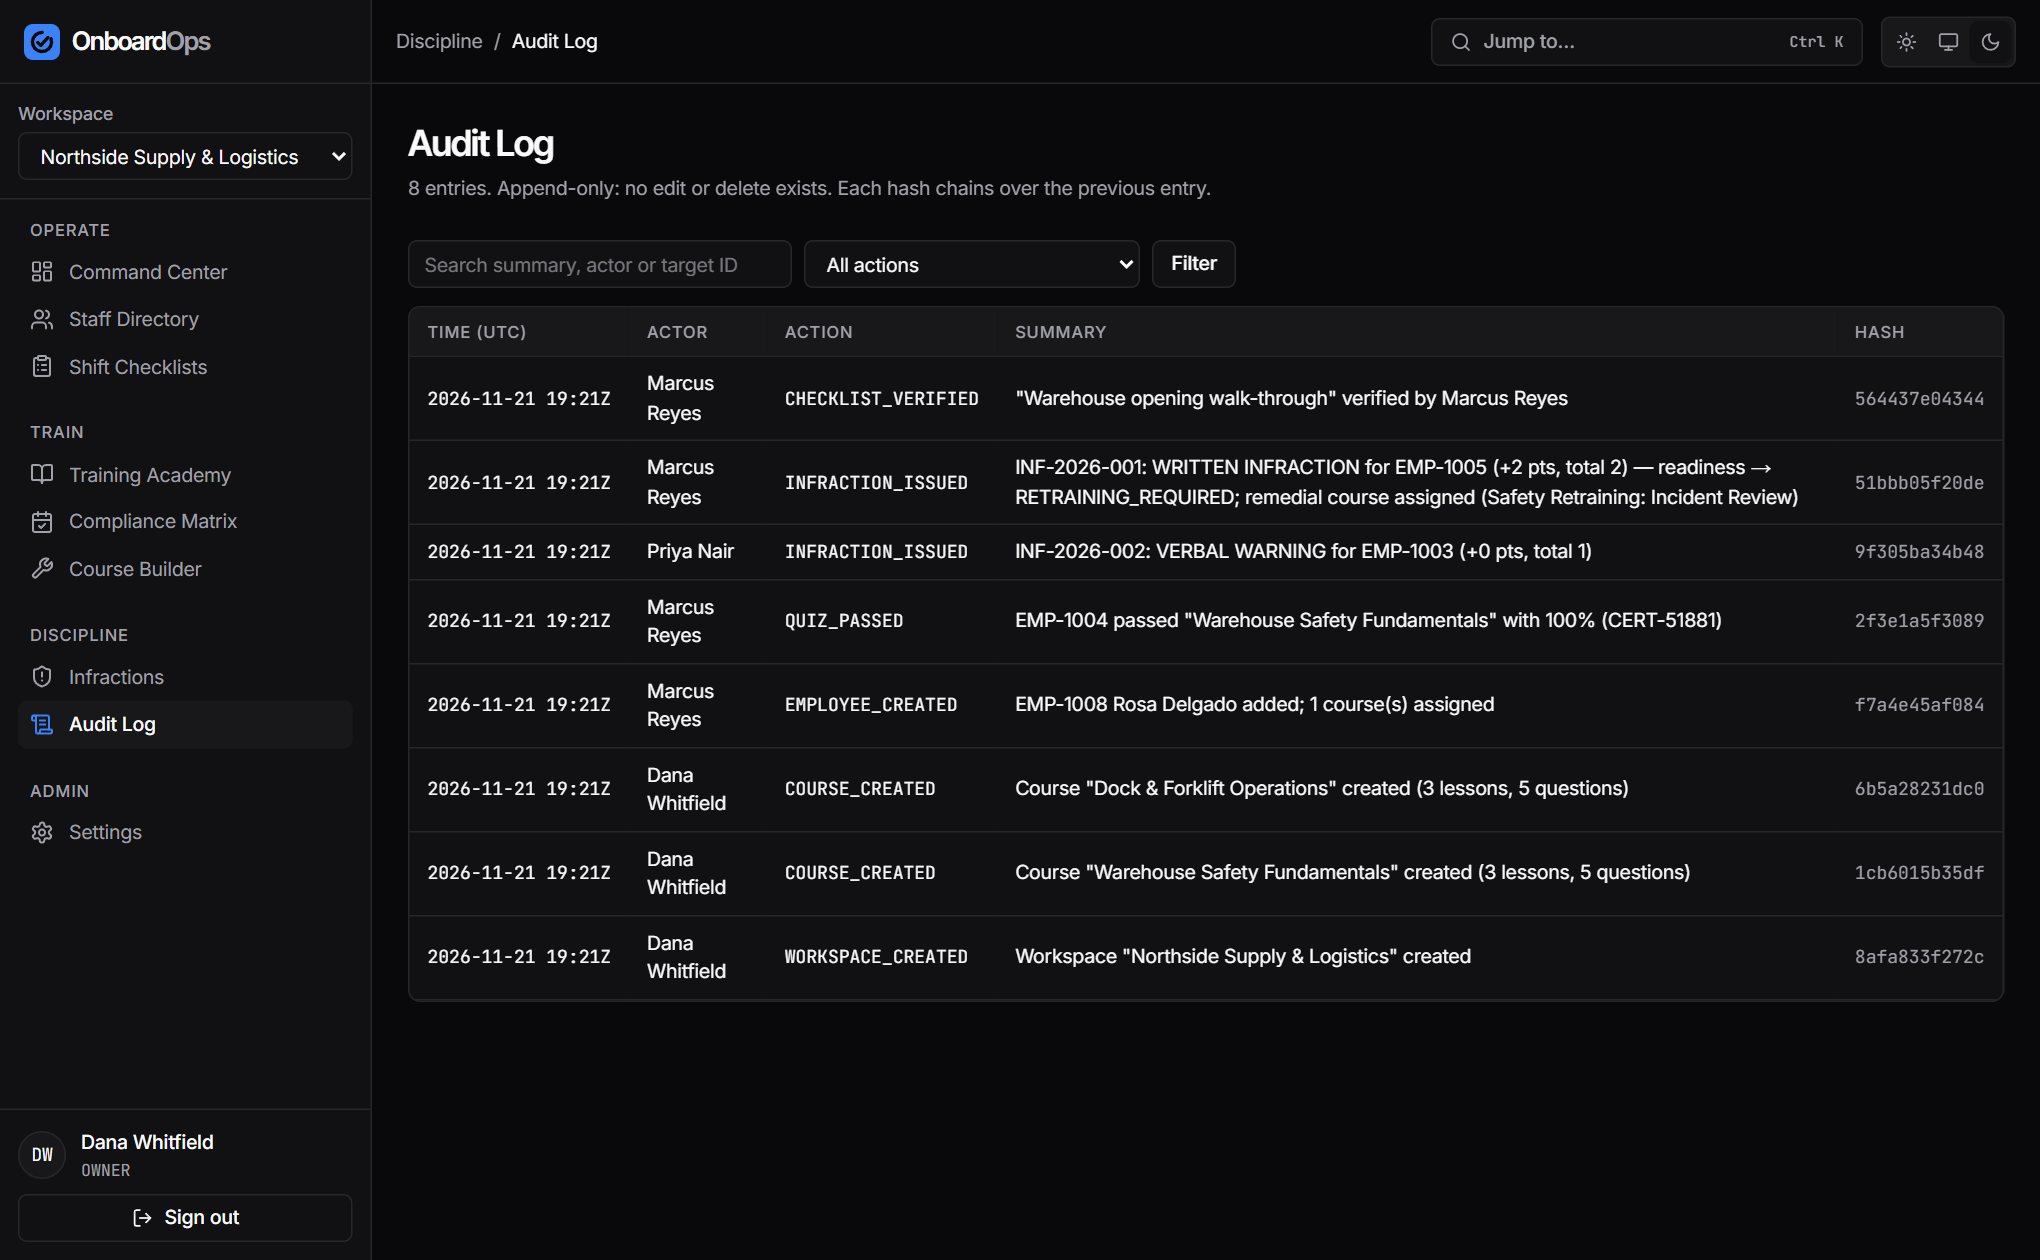 OnboardOps
Discipline / Audit Log
Jump to...
Ctrl K
Workspace
Northside Supply & Logistics
OPERATE
Command Center
Staff Directory
Shift Checklists
TRAIN
Training Academy
Compliance Matrix
Course Builder
DISCIPLINE
Infractions
Audit Log
ADMIN
Settings
DW
Dana Whitfield
OWNER
Sign out
Audit Log
8 entries. Append-only: no edit or delete exists. Each hash chains over the previous entry.
Search summary, actor or target ID
All actions
Filter
TIME (UTC) ACTOR ACTION SUMMARY HASH
2026-11-21 19:21Z Marcus Reyes CHECKLIST_VERIFIED "Warehouse opening walk-through" verified by Marcus Reyes 564437e04344
2026-11-21 19:21Z Marcus Reyes INFRACTION_ISSUED INF-2026-001: WRITTEN INFRACTION for EMP-1005 (+2 pts, total 2) — readiness →
RETRAINING_REQUIRED; remedial course assigned (Safety Retraining: Incident Review) 51bbb05f20de
2026-11-21 19:21Z Priya Nair INFRACTION_ISSUED INF-2026-002: VERBAL WARNING for EMP-1003 (+0 pts, total 1) 9f305ba34b48
2026-11-21 19:21Z Marcus Reyes QUIZ_PASSED EMP-1004 passed "Warehouse Safety Fundamentals" with 100% (CERT-51881) 2f3e1a5f3089
2026-11-21 19:21Z Marcus Reyes EMPLOYEE_CREATED EMP-1008 Rosa Delgado added; 1 course(s) assigned f7a4e45af084
2026-11-21 19:21Z Dana Whitfield COURSE_CREATED Course "Dock & Forklift Operations" created (3 lessons, 5 questions) 6b5a28231dc0
2026-11-21 19:21Z Dana Whitfield COURSE_CREATED Course "Warehouse Safety Fundamentals" created (3 lessons, 5 questions) 1cb6015b35df
2026-11-21 19:21Z Dana Whitfield WORKSPACE_CREATED Workspace "Northside Supply & Logistics" created 8afa833f272c